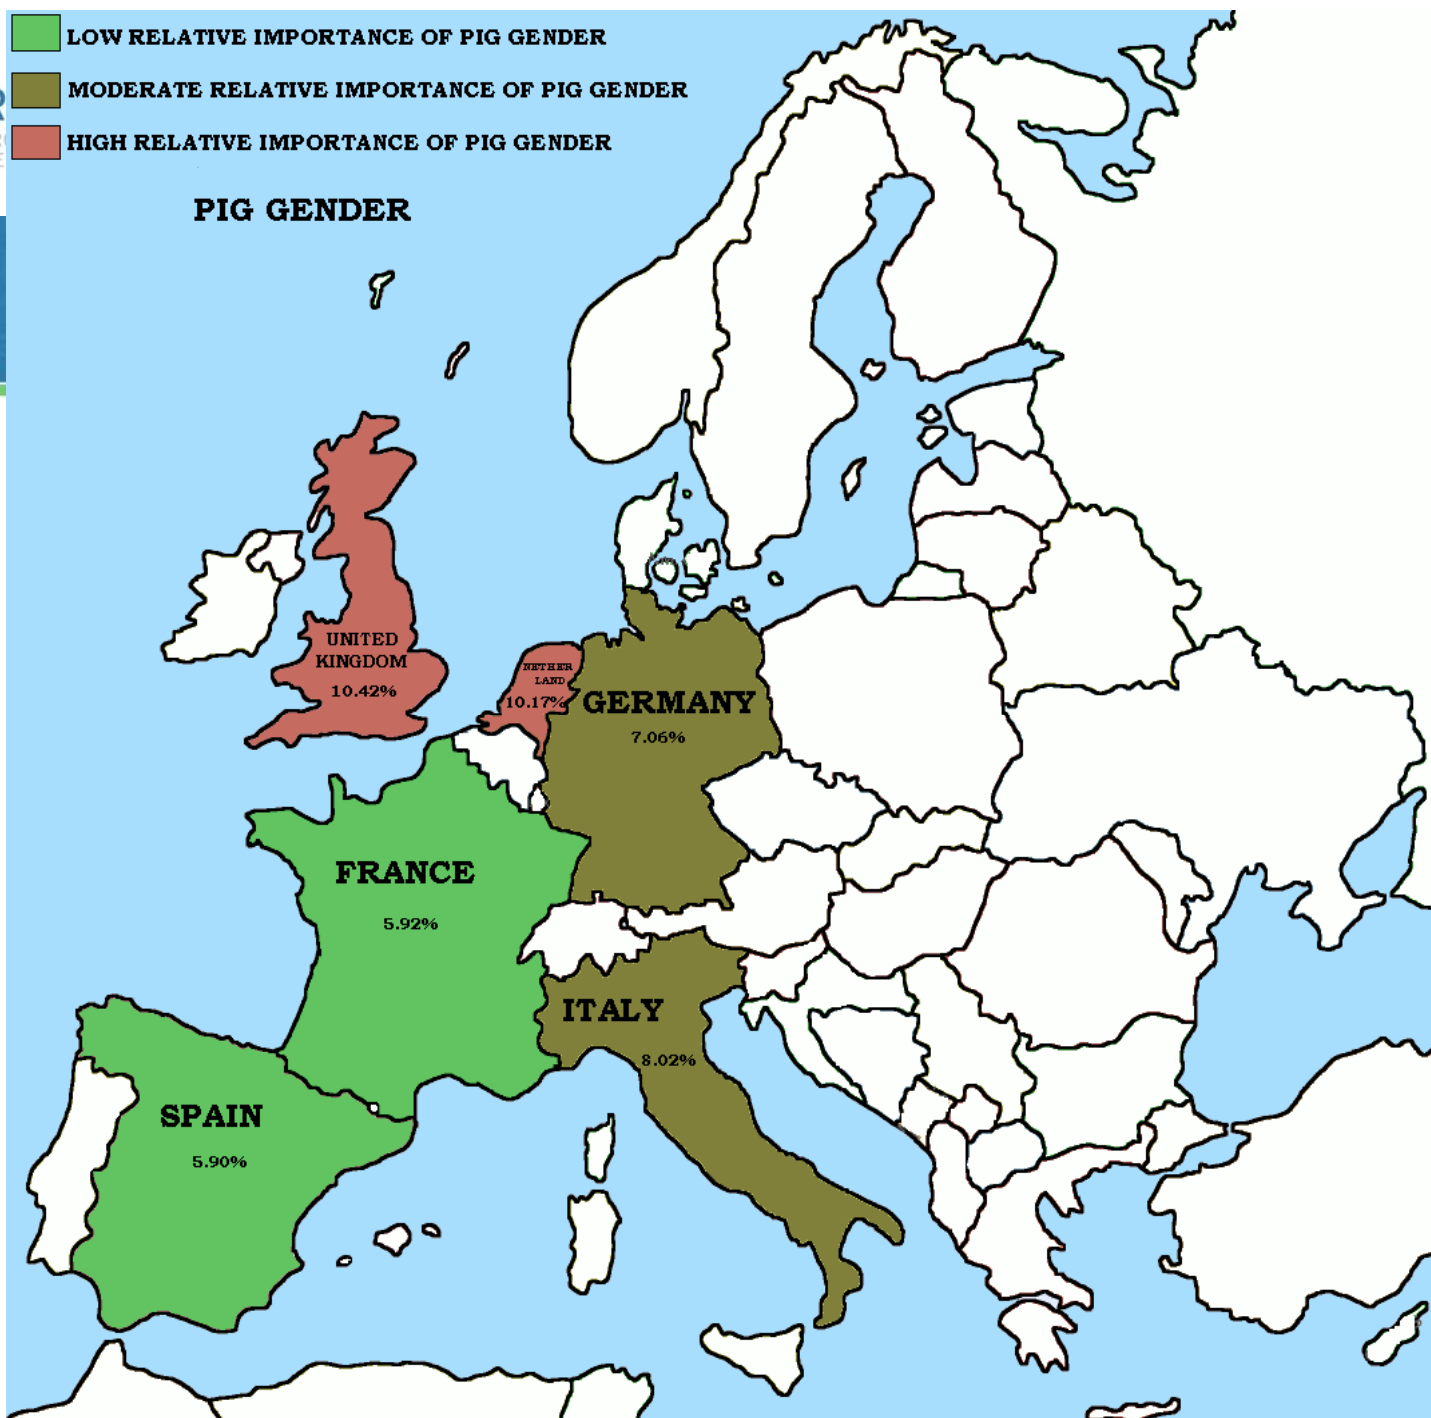 LOW RELATIVE IMPORTANCE OF PIG GENDER
MODERATE RELATIVE IMPORTANCE OF PIG GENDER
HIGH RELATIVE IMPORTANCE OF PIG GENDER
PIG GENDER
UNITED
KINGDOM
10.42%
NETHER
LAND
10.17%
GERMANY
7.06%
FRANCE
5.92%
ITALY
8.02%
SPAIN
5.90%